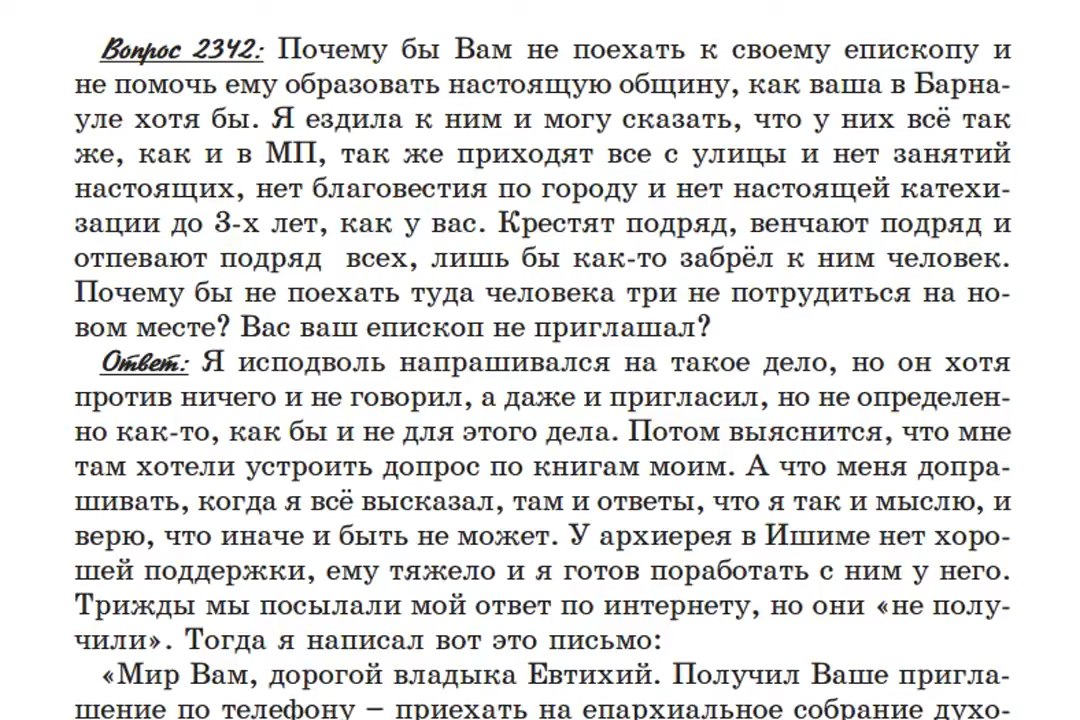 Вопрос 2342: Почему бы Вам не поехать к своему епископу и
не помочь ему образовать настоящую общину, как ваша в Барна-
уле хотя бы. Я ездила к ним и могу сказать, что у них всё так
же, как и в МП, так же приходят все с улицы и нет занятий
настоящих, нет благовестия по городу и нет настоящей катехи-
зации до 3-х лет, как у вас. Крестят подряд, венчают подряд и
отпевают подряд всех, лишь бы как-то забрёл к ним человек.
Почему бы не поехать туда человека три не потрудиться на но-
вом месте? Вас ваш епископ не приглашал?
Ответ: Я исподволь напрашивался на такое дело, но он хотя
против ничего и не говорил, а даже и пригласил, но не определен-
но как-то, как бы и не для этого дела. Потом выяснится, что мне
там хотели устроить допрос по книгам моим. А что меня допра-
шивать, когда я всё высказал, там и ответы, что я так и мыслю, и
верю, что иначе и быть не может. У архиерея в Ишиме нет хоро-
шей поддержки, ему тяжело и я готов поработать с ним у него.
Трижды мы посылали мой ответ по интернету, но они «не полу-
чили». Тогда я написал вот это письмо:
«Мир Вам, дорогой владыка Евтихий. Получил Ваше пригла-
шение по телефону – приехать на епархиальное собрание духо-